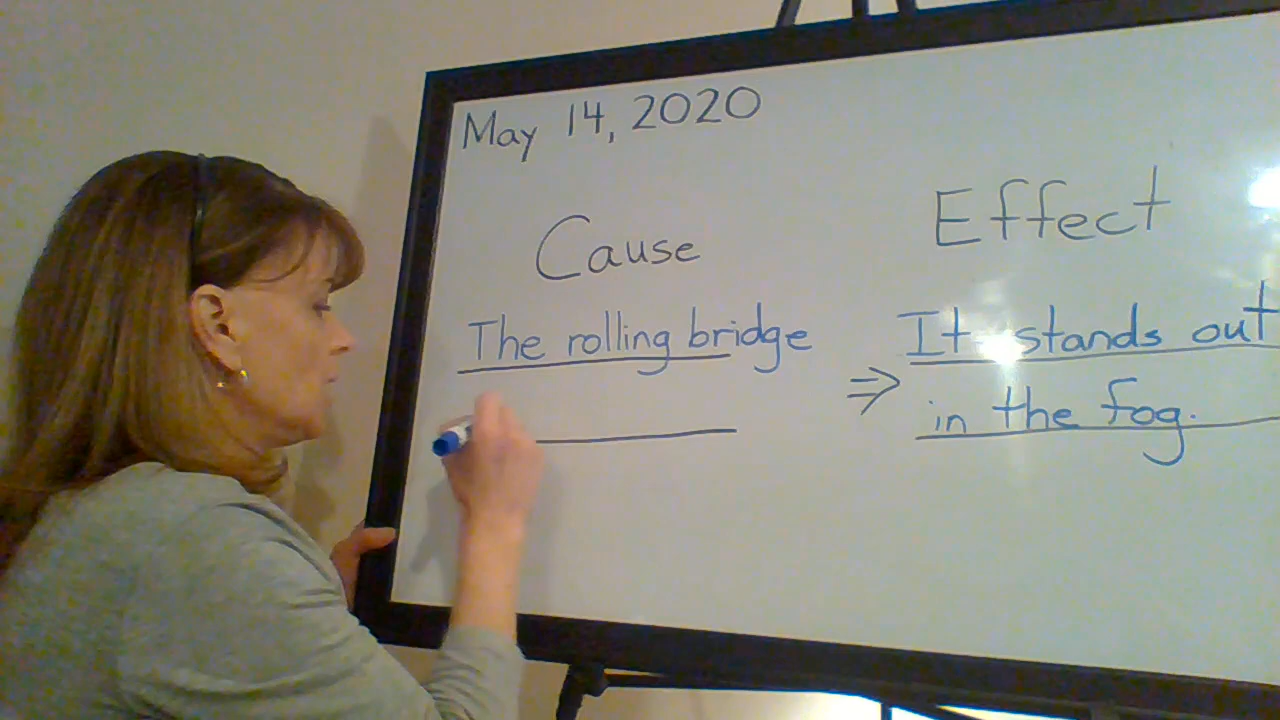 May 14, 2020
Cause
Effect
The rolling bridge
It stands out
in the fog.